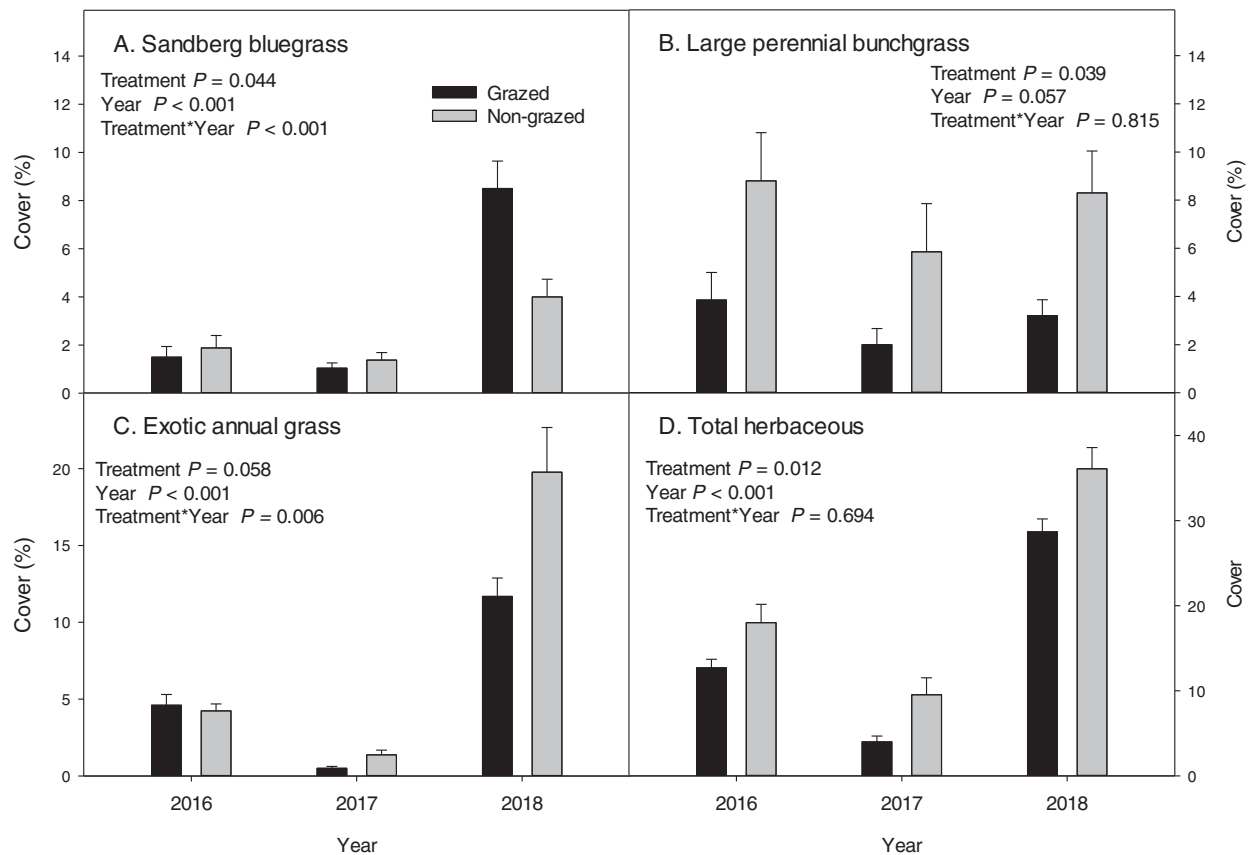 A. Sandberg bluegrass
Treatment P = 0.044
Year P < 0.001
Treatment*Year P < 0.001
Grazed
Non-grazed
Cover (%)
14
12
10
8
6
4
2
0
B. Large perennial bunchgrass
Treatment P = 0.039
Year P = 0.057
Treatment*Year P = 0.815
14
12
10
8
6
4
2
0
Cover (%)
C. Exotic annual grass
Treatment P = 0.058
Year P < 0.001
Treatment*Year P = 0.006
Cover (%)
20
15
10
5
0
2016 2017 2018
Year
D. Total herbaceous
Treatment P = 0.012
Year P < 0.001
Treatment*Year P = 0.694
40
30
20
10
0
Cover
2016 2017 2018
Year